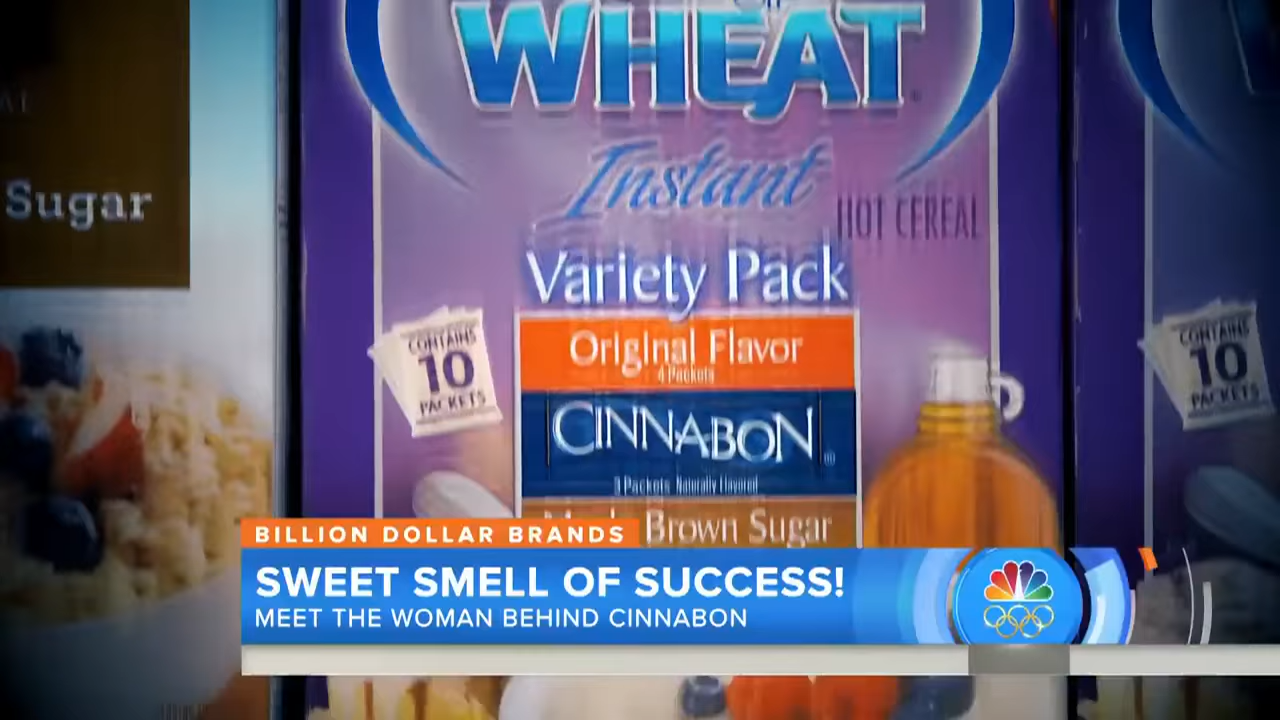 WHEAT
Instant
HOT CEREAL
Sugar
Variety Pack
Original Flavor
4 Packets
CONTAINS
10
PACKETS
CINNABON®
3 Packets Naturally Flavored
Brown Sugar
CONTAINS
10
PACKETS
BILLION DOLLAR BRANDS
SWEET SMELL OF SUCCESS!
MEET THE WOMAN BEHIND CINNABON